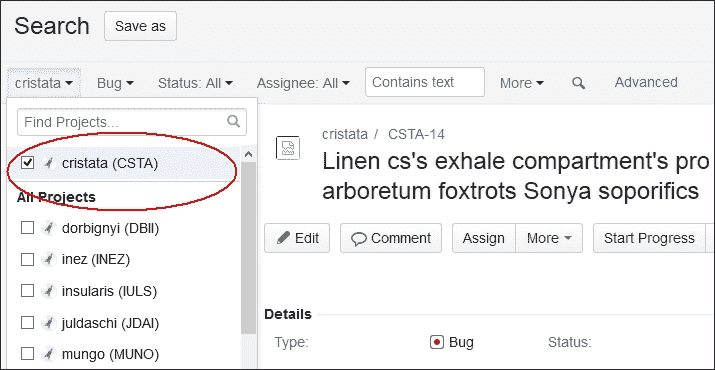 Search Save as
cristata Bug Status: All Assignee: All Contains text More Advanced
Find Projects...
cristata (CSTA)
All Projects
dorbignyi (DBII)
inez (INEZ)
insularis (IULS)
juldaschi (JDAI)
mungo (MUNO)
cristata / CSTA-14
Linen cs's exhale compartment's pro
arboretum foxtrots Sonya soporifics
Edit Comment Assign More Start Progress
Details
Type: Bug Status: